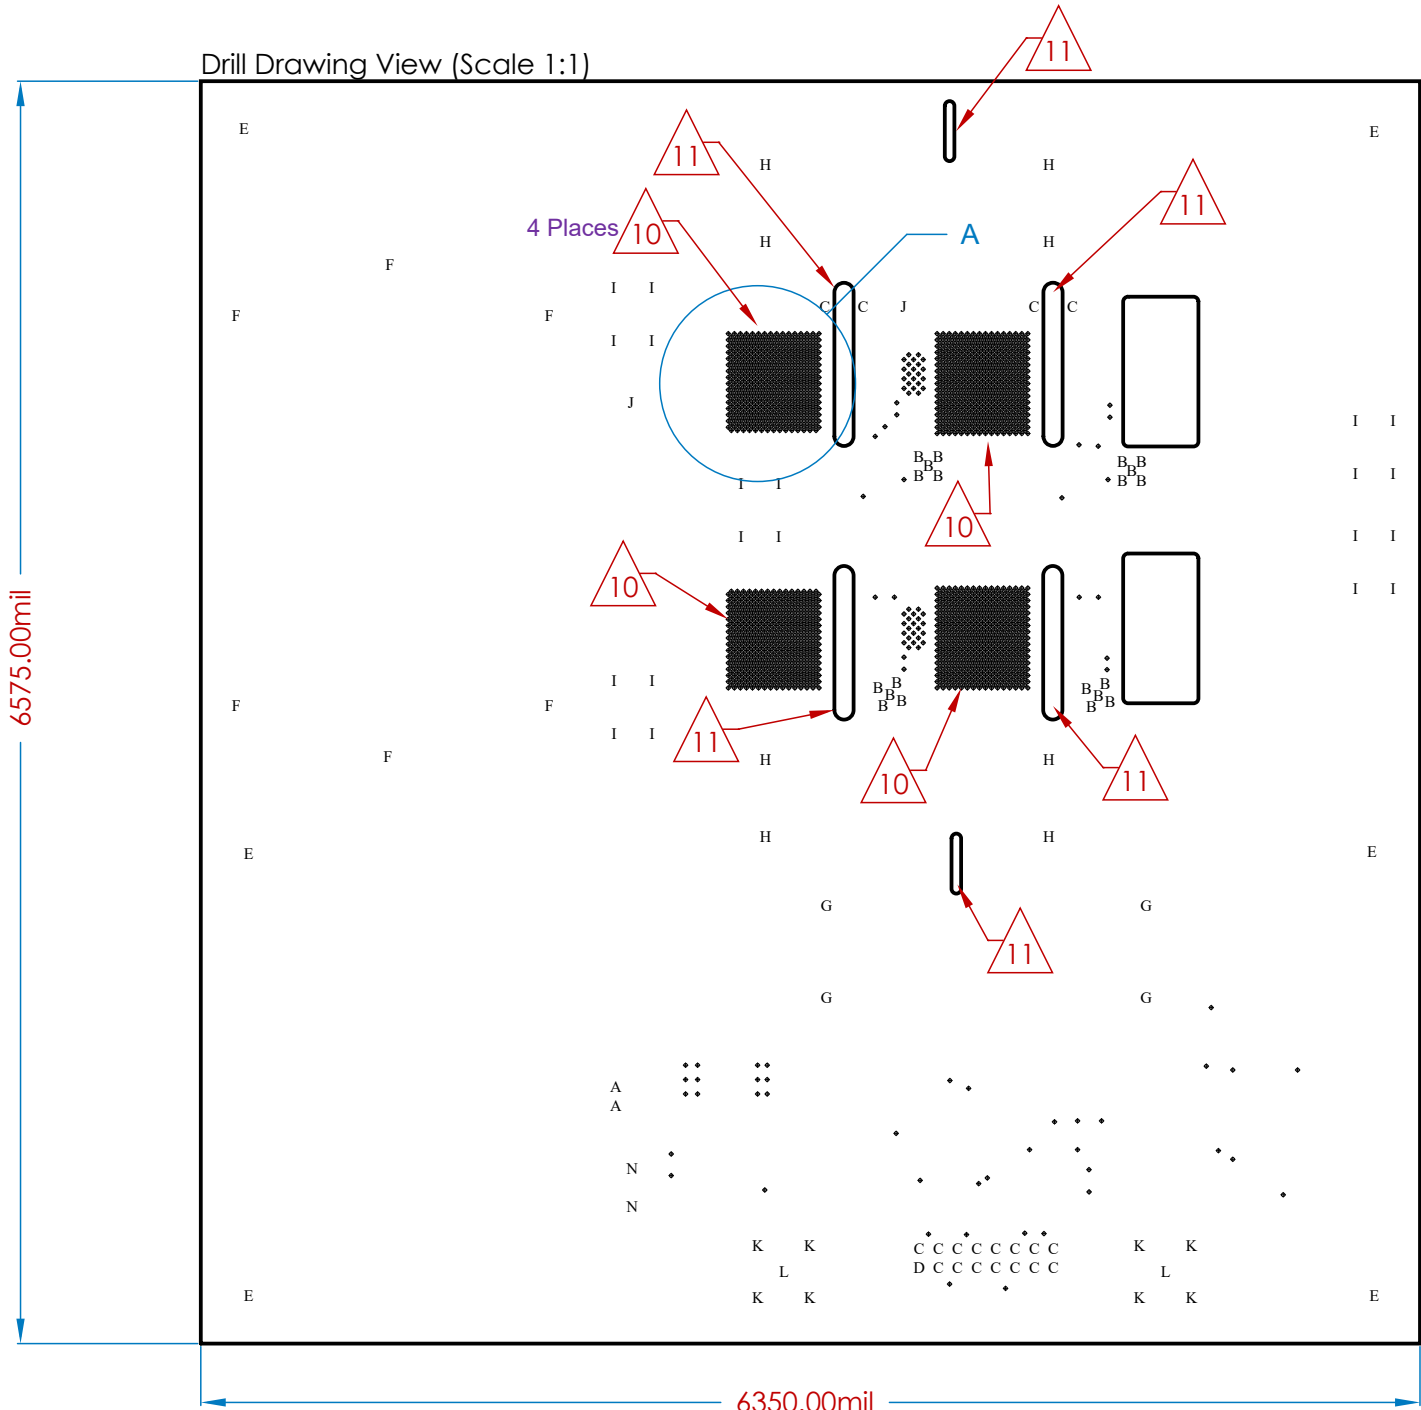 11
Drill Drawing View (Scale 1:1)
E E
11
H H
11
4 Places 10
H H A
F
I I
C C J C C
F F
I I
J
I I
B B
B
B B
B B
B
B B
I I
I I
10
I I I I
10
I I
6575.00mil
I I
B B
B
B B
B B
B
B B
F F
11
I I
F
H H
10
11
H H
E E
G G
11
G G
A
A
N
N
K K K K
C C C C C C C C
L L
D C C C C C C C
K K K K
E E
6350.00mil